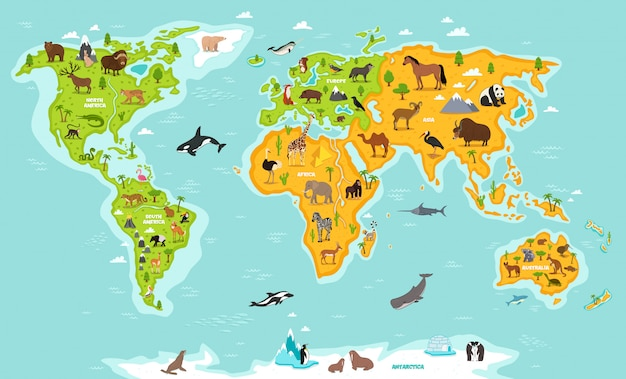 NORTH
AMERICA
EUROPE
ASIA
AFRICA
SOUTH
AMERICA
AUSTRALIA
ANTARCTICA